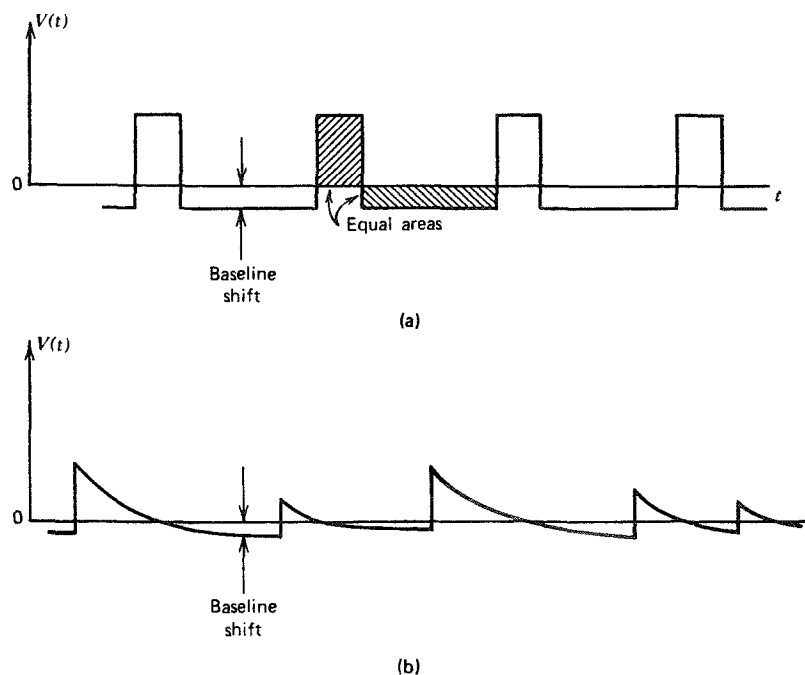 V(t)
0
t
Equal areas
Baseline
shift
(a)
V(t)
0
Baseline
shift
(b)